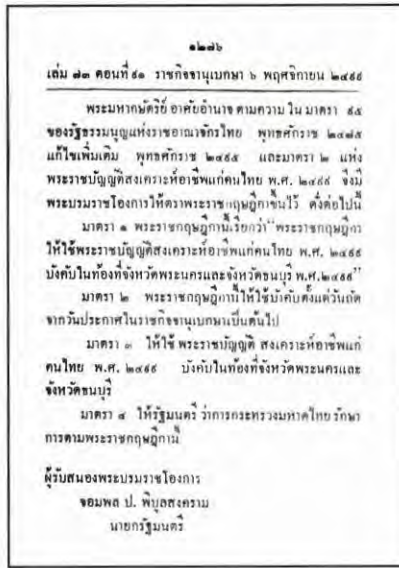 ๑๒๗๖
เล่ม ๗๓ ตอนที่ ๙๑ ราชกิจจานุเบกษา ๖ พฤศจิกายน ๒๔๙๙
พระมหากษัตริย์ อาศัยอำนาจ ตามความ ใน มาตรา ๙๕
ของรัฐธรรมนูญแห่งราชอาณาจักรไทย พุทธศักราช ๒๔๗๕
แก้ไขเพิ่มเติม พุทธศักราช ๒๔๙๕ และมาตรา ๒ แห่ง
พระราชบัญญัติสงเคราะห์อาชีพแก่คนไทย พ.ศ. ๒๔๙๙ จึงมี
พระบรมราชโองการให้ตราพระราชกฤษฎีกาขึ้นไว้ ดั่งต่อไปนี้
มาตรา ๑ พระราชกฤษฎีกานี้เรียกว่า “พระราชกฤษฎีกา
ให้ใช้พระราชบัญญัติสงเคราะห์อาชีพแก่คนไทย พ.ศ. ๒๔๙๙
บังคับในท้องที่จังหวัดพระนครและจังหวัดธนบุรี พ.ศ.๒๔๙๙”
มาตรา ๒ พระราชกฤษฎีกานี้ให้ใช้บังคับตั้งแต่วันถัด
จากวันประกาศในราชกิจจานุเบกษาเป็นต้นไป
มาตรา ๓ ให้ใช้ พระราชบัญญัติ สงเคราะห์อาชีพแก่
คนไทย พ.ศ. ๒๔๙๙ บังคับในท้องที่จังหวัดพระนครและ
จังหวัดธนบุรี
มาตรา ๔ ให้รัฐมนตรี ว่าการกระทรวงมหาดไทย รักษา
การตามพระราชกฤษฎีกานี้
ผู้รับสนองพระบรมราชโองการ
จอมพล ป. พิบูลสงคราม
นายกรัฐมนตรี